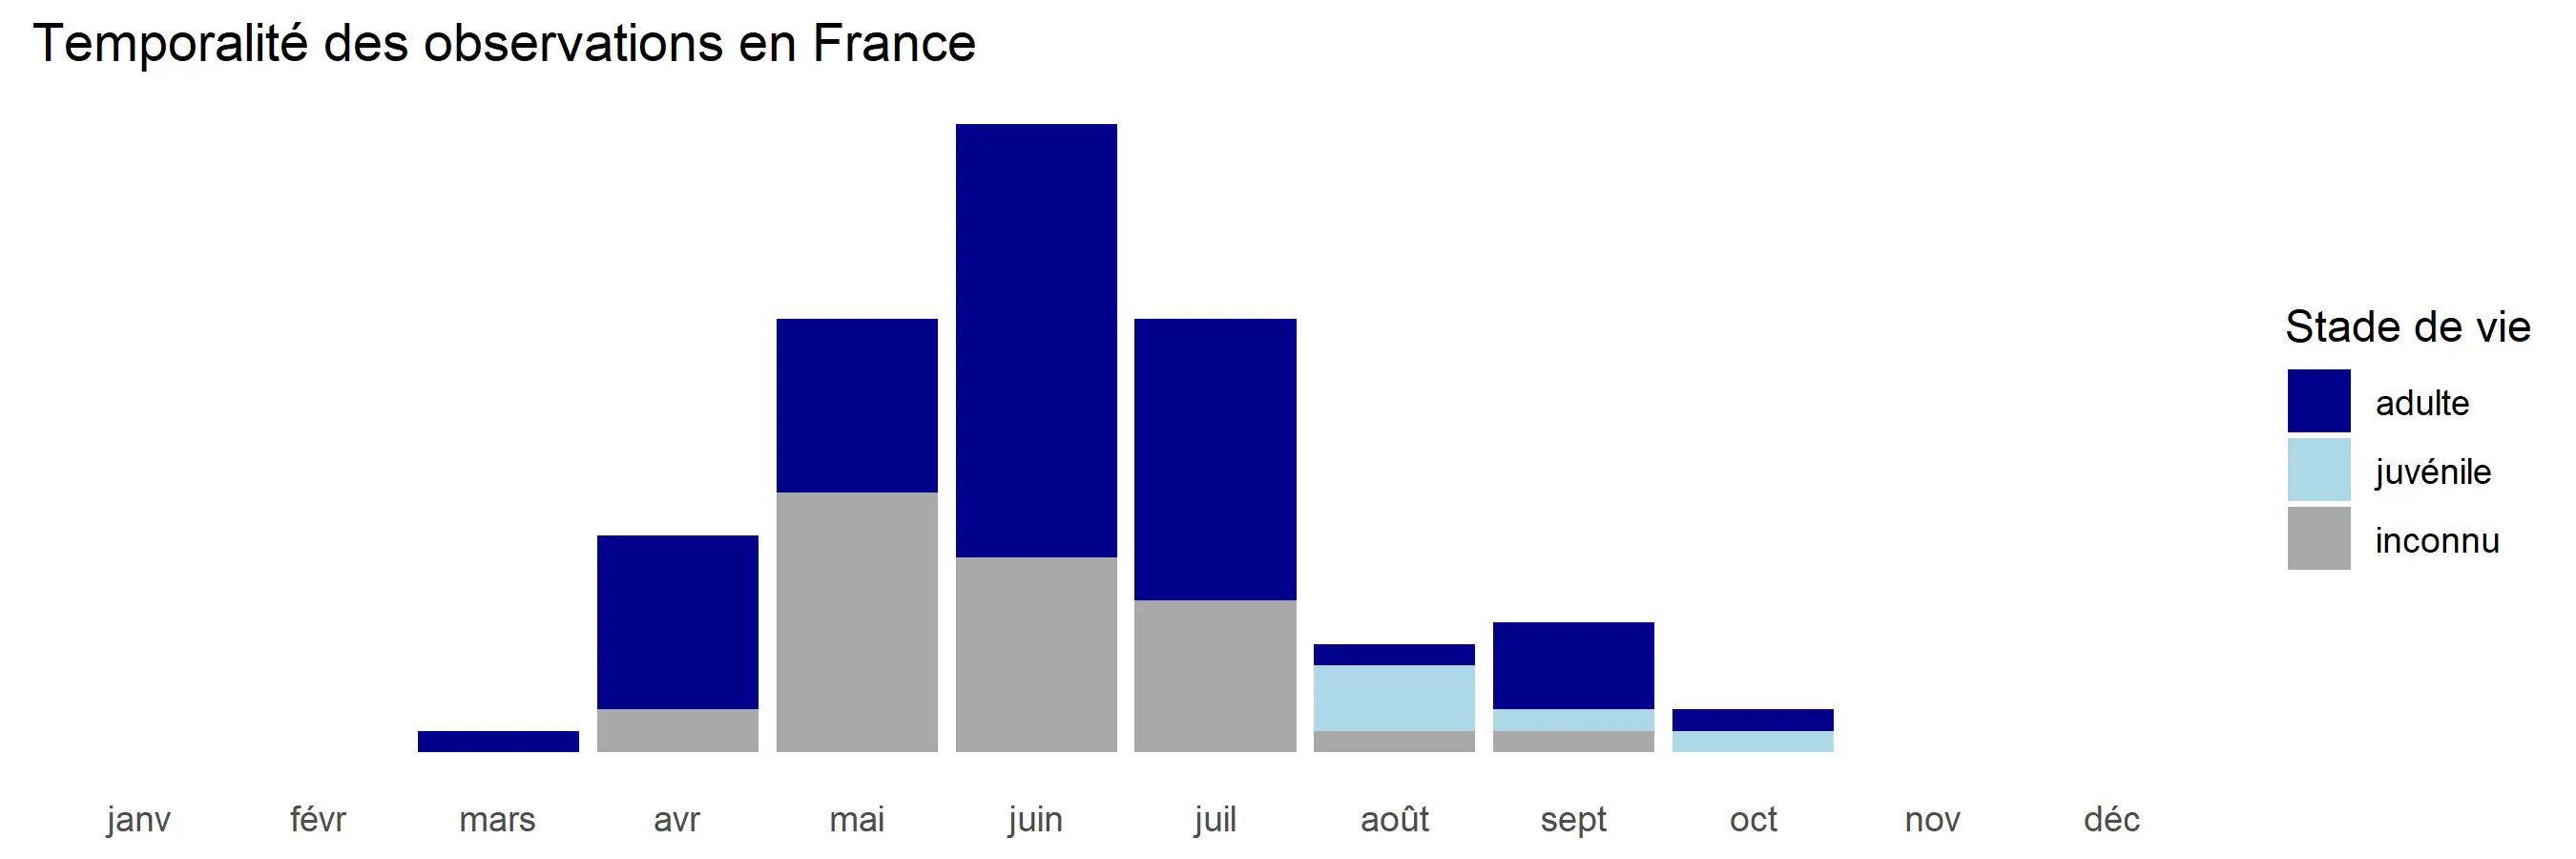 Temporalité des observations en France
Stade de vie
adulte
juvénile
inconnu
janv févr mars avr mai juin juil août sept oct nov déc